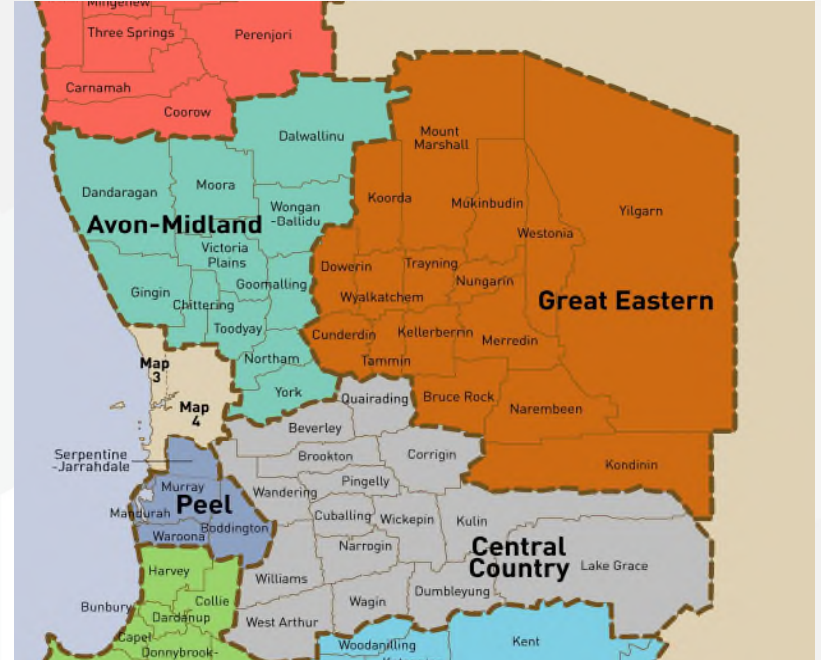 Mingenew
Three Springs
Perenjori
Carnamah
Coorow
Dalwallinu
Mount
Marshall
Dandaragan
Moora
Koorda
Mukinbudin
Yilgarn
Wongan
-Ballidu
Avon-Midland
Westonia
Victoria
Plains
Dowerin
Trayning
Nungarin
Gingin
Goomalling
Wyalkatchem
Great Eastern
Chittering
Toodyay
Cunderdin
Kellerberrin
Merredin
Northam
Tammin
Map
3
York
Quairading
Bruce Rock
Narembeen
Map
4
Beverley
Serpentine
-Jarrahdale
Brookton
Corrigin
Kondinin
Pingelly
Murray
Wandering
Peel
Mandurah
Boddington
Waroona
Cuballing
Wickepin
Kulin
Narrogin
Central
Country
Lake Grace
Harvey
Williams
Dumbleyung
Bunbury
Collie
Wagin
Dardanup
West Arthur
Capel
Donnybrook-
Woodanilling
Kent